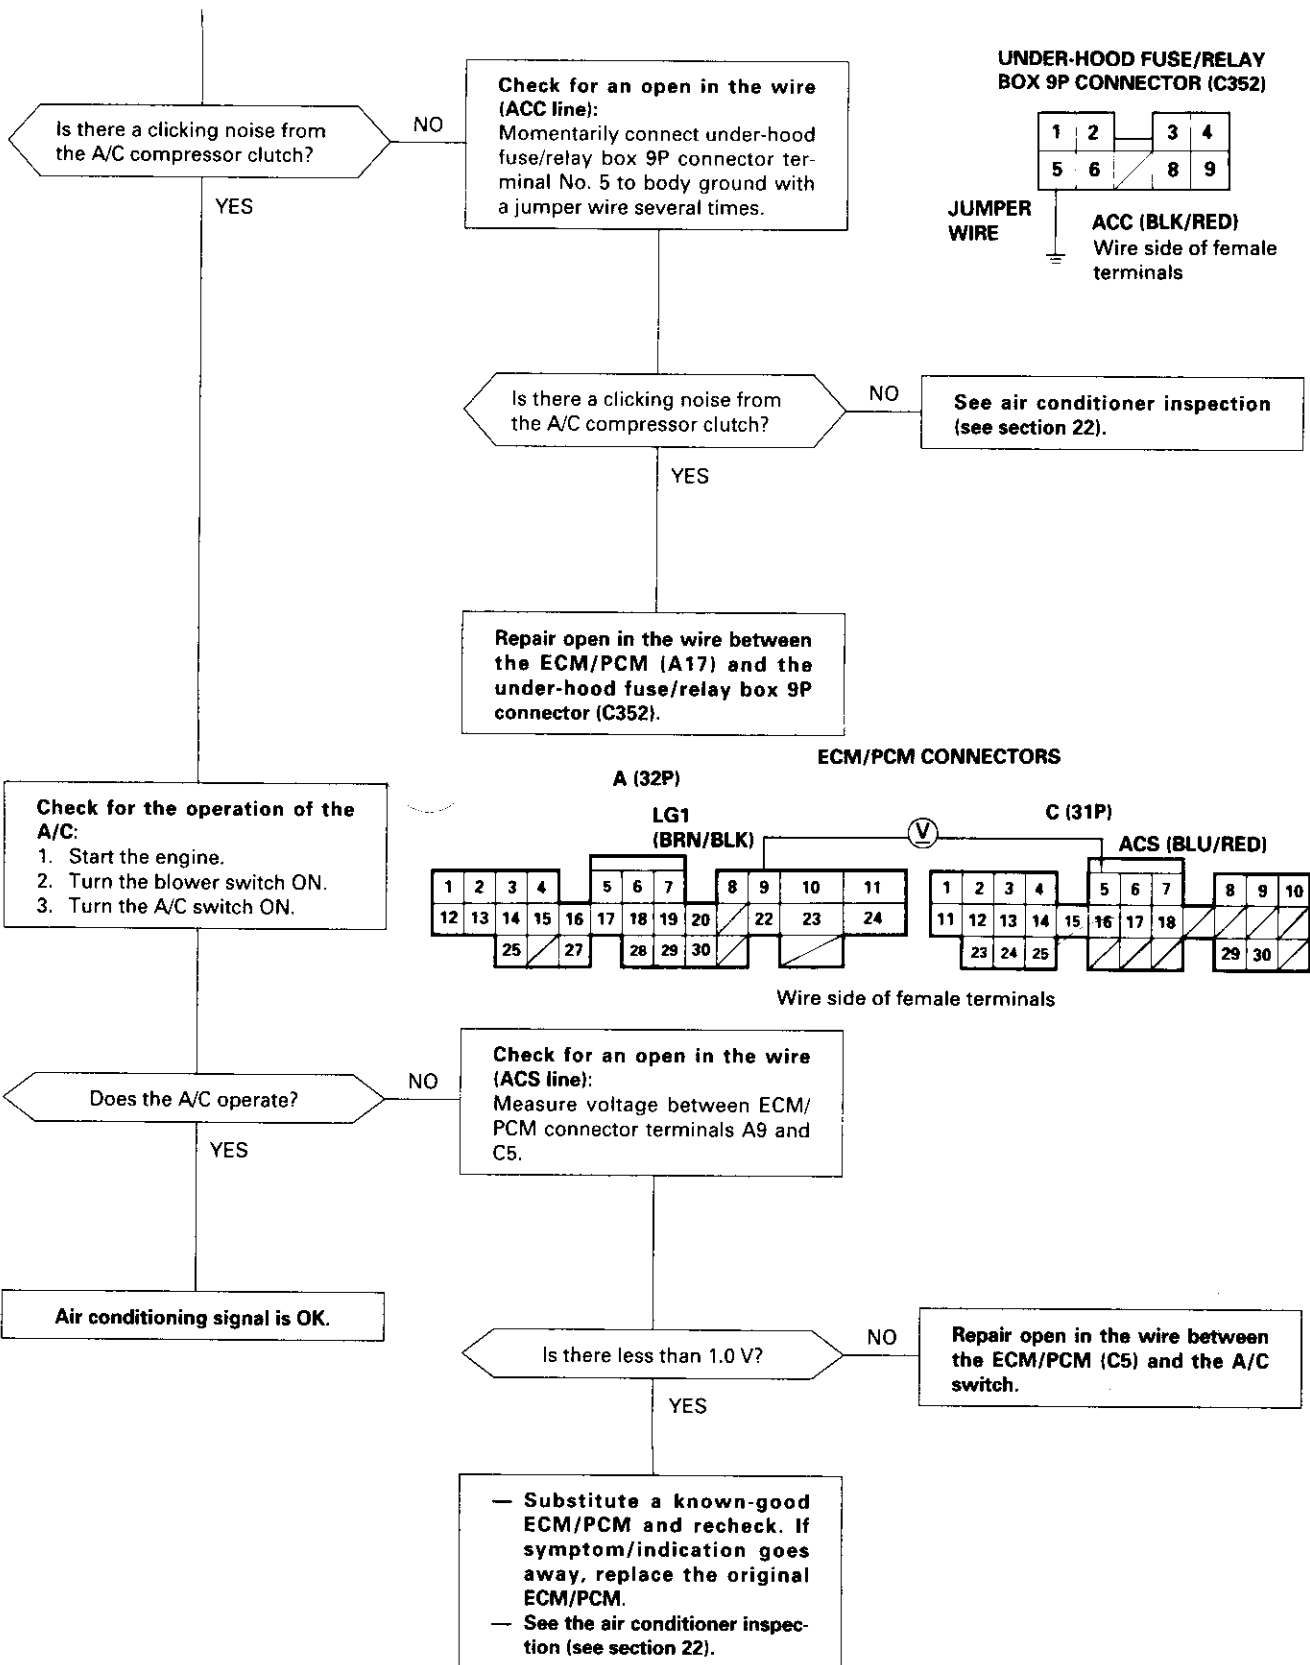 Is there a clicking noise from
the A/C compressor clutch?
NO
YES
Check for an open in the wire
(ACC line):
Momentarily connect under-hood
fuse/relay box 9P connector ter-
minal No. 5 to body ground with
a jumper wire several times.
UNDER-HOOD FUSE/RELAY
BOX 9P CONNECTOR (C352)
1 2 3 4
5 6 8 9
JUMPER
WIRE
ACC (BLK/RED)
Wire side of female
terminals
Is there a clicking noise from
the A/C compressor clutch?
NO
YES
See air conditioner inspection
(see section 22).
Repair open in the wire between
the ECM/PCM (A17) and the
under-hood fuse/relay box 9P
connector (C352).
Check for the operation of the
A/C:
1. Start the engine.
2. Turn the blower switch ON.
3. Turn the A/C switch ON.
ECM/PCM CONNECTORS
A (32P)
LG1
(BRN/BLK)
V
C (31P)
ACS (BLU/RED)
1 2 3 4 5 6 7 8 9 10 11
12 13 14 15 16 17 18 19 20 22 23 24
25 27 28 29 30
1 2 3 4 5 6 7 8 9 10
11 12 13 14 15 16 17 18
23 24 25 29 30
Wire side of female terminals
Does the A/C operate?
NO
YES
Check for an open in the wire
(ACS line):
Measure voltage between ECM/
PCM connector terminals A9 and
C5.
Air conditioning signal is OK.
Is there less than 1.0 V?
NO
YES
Repair open in the wire between
the ECM/PCM (C5) and the A/C
switch.
— Substitute a known-good
ECM/PCM and recheck. If
symptom/indication goes
away, replace the original
ECM/PCM.
— See the air conditioner inspec-
tion (see section 22).